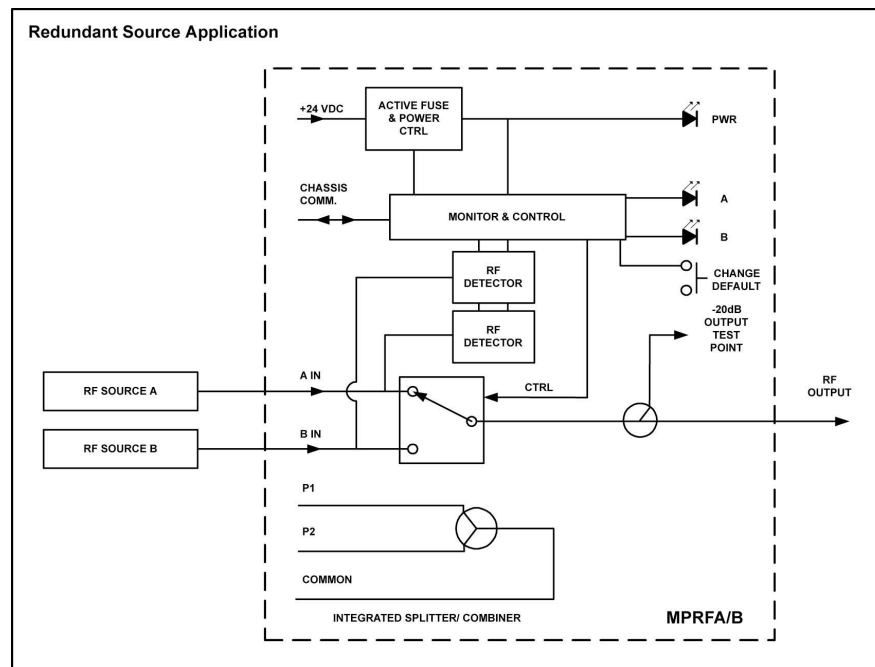 Redundant Source Application
+24 VDC
ACTIVE FUSE
& POWER
CTRL
PWR
CHASSIS
COMM.
MONITOR & CONTROL
A
B
RF
DETECTOR
CHANGE
DEFAULT
RF
DETECTOR
-20dB
OUTPUT
TEST
POINT
RF SOURCE A
A IN
CTRL
RF
OUTPUT
RF SOURCE B
B IN
P1
P2
COMMON
INTEGRATED SPLITTER/ COMBINER
MPRFA/B